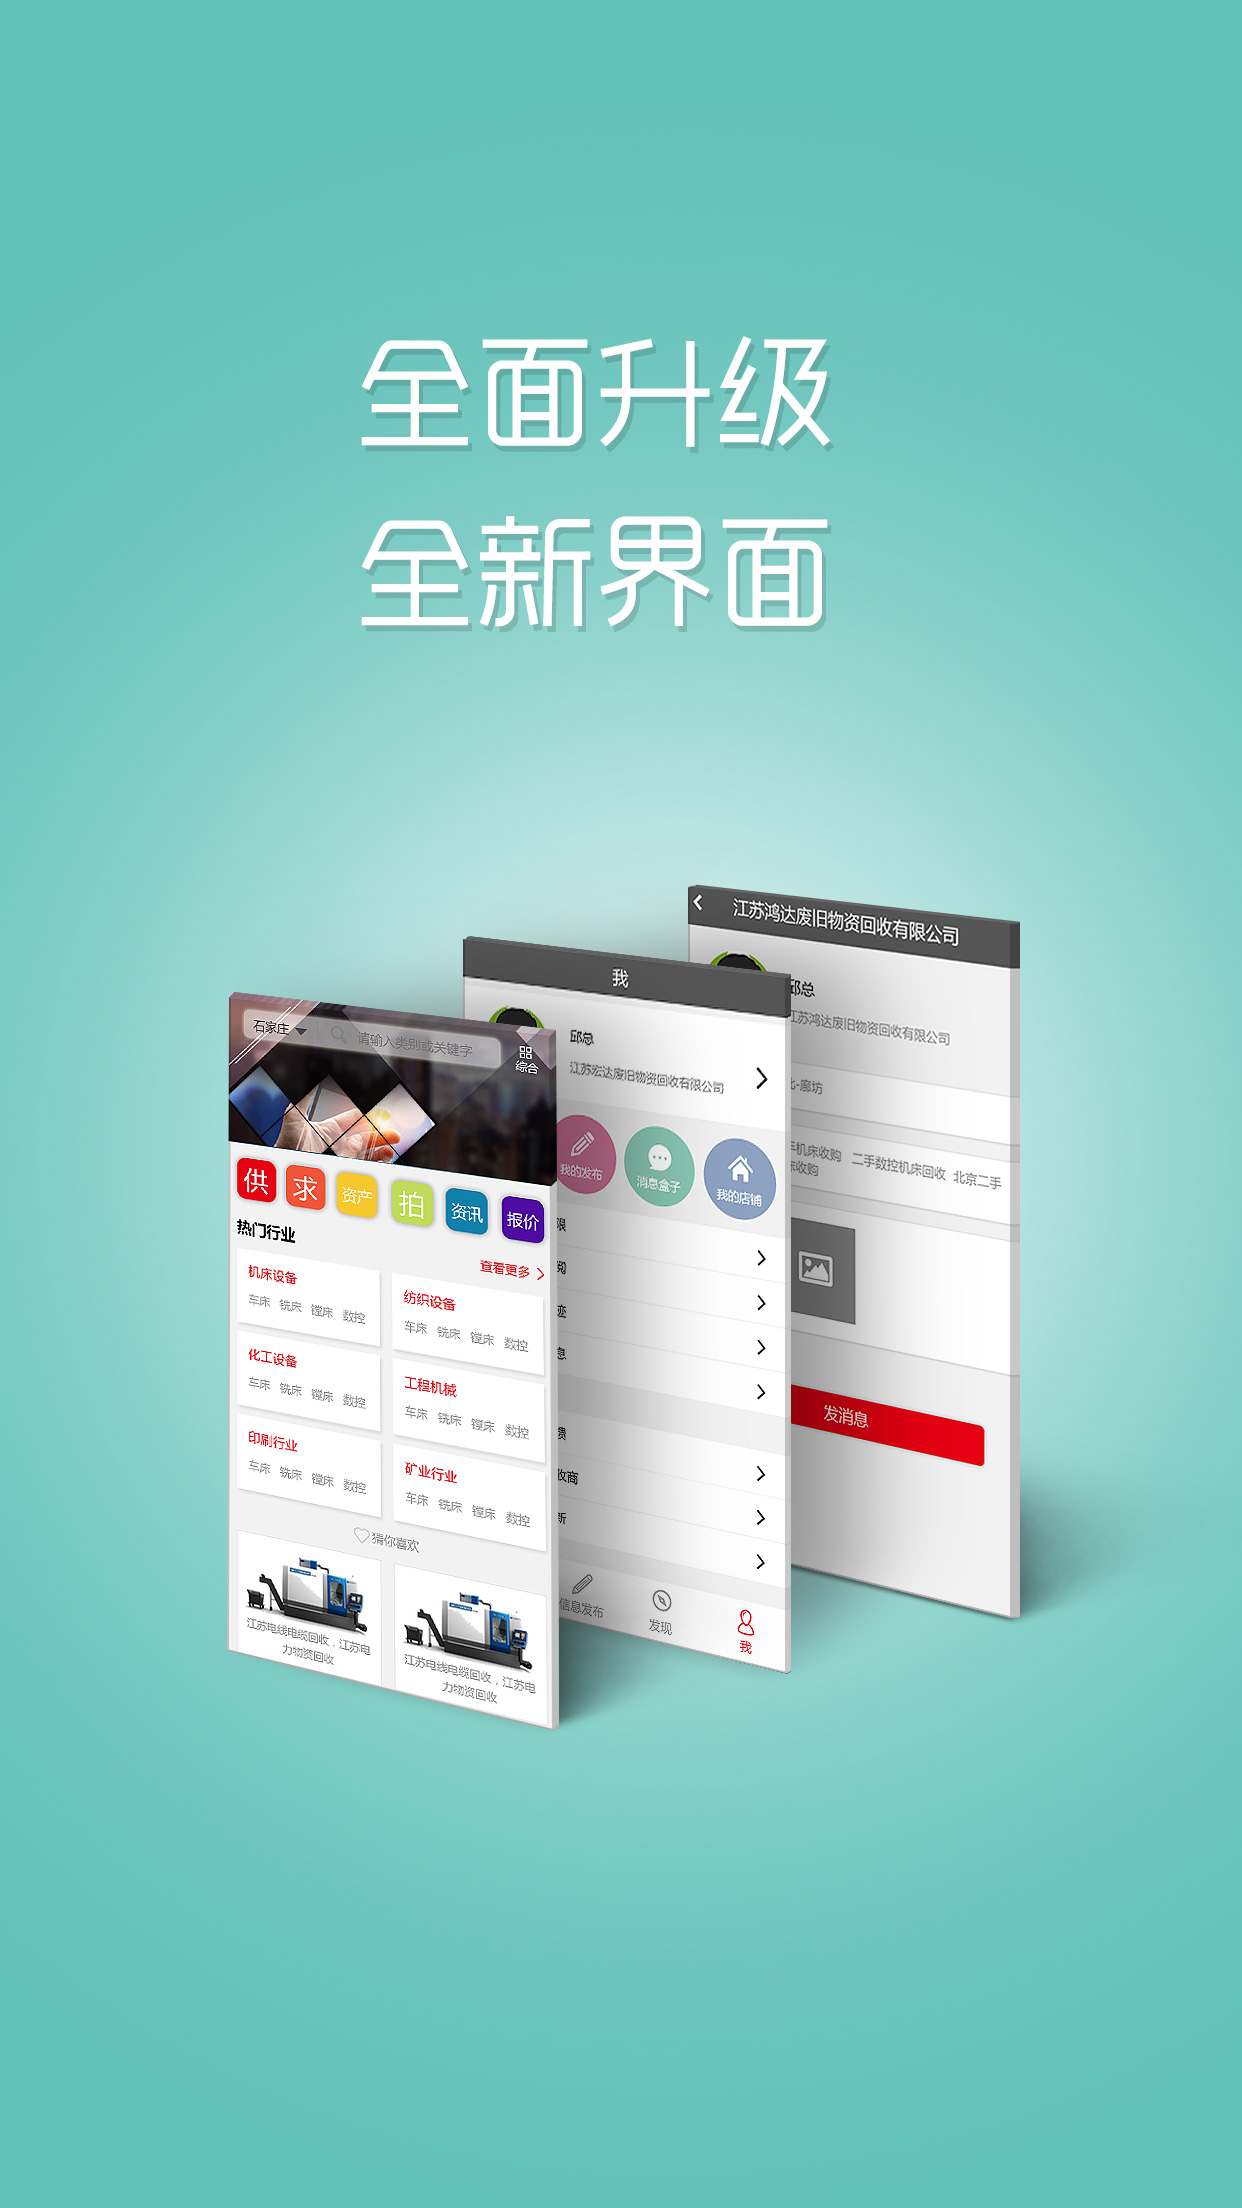 全面升级
全新界面
江苏鸿达废旧物资回收有限公司
邱总
江苏鸿达废旧物资回收有限公司
北-廊坊
手机床收购 二手数控机床回收 北京二手
床收购
发消息
我
邱总
江苏宏达废旧物资回收有限公司
我的发布
消息盒子
我的店铺
限
阅
迹
息
收商
新
信息发布
发现
我
石家庄
请输入类别或关键字
综合
供
求
资产
拍
资讯
报价
热门行业
查看更多
机床设备
车床 铣床 镗床 数控
纺织设备
车床 铣床 镗床 数控
化工设备
车床 铣床 镗床 数控
工程机械
车床 铣床 镗床 数控
印刷行业
车床 铣床 镗床 数控
矿业行业
车床 铣床 镗床 数控
猜你喜欢
江苏电线电缆回收，江苏电
力物资回收
江苏电线电缆回收，江苏电
力物资回收